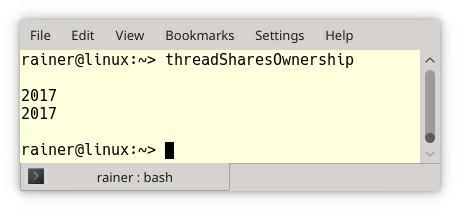 File Edit View Bookmarks Settings Help
rainer@linux:~> threadSharesOwnership
2017
2017
rainer@linux:~>
rainer : bash